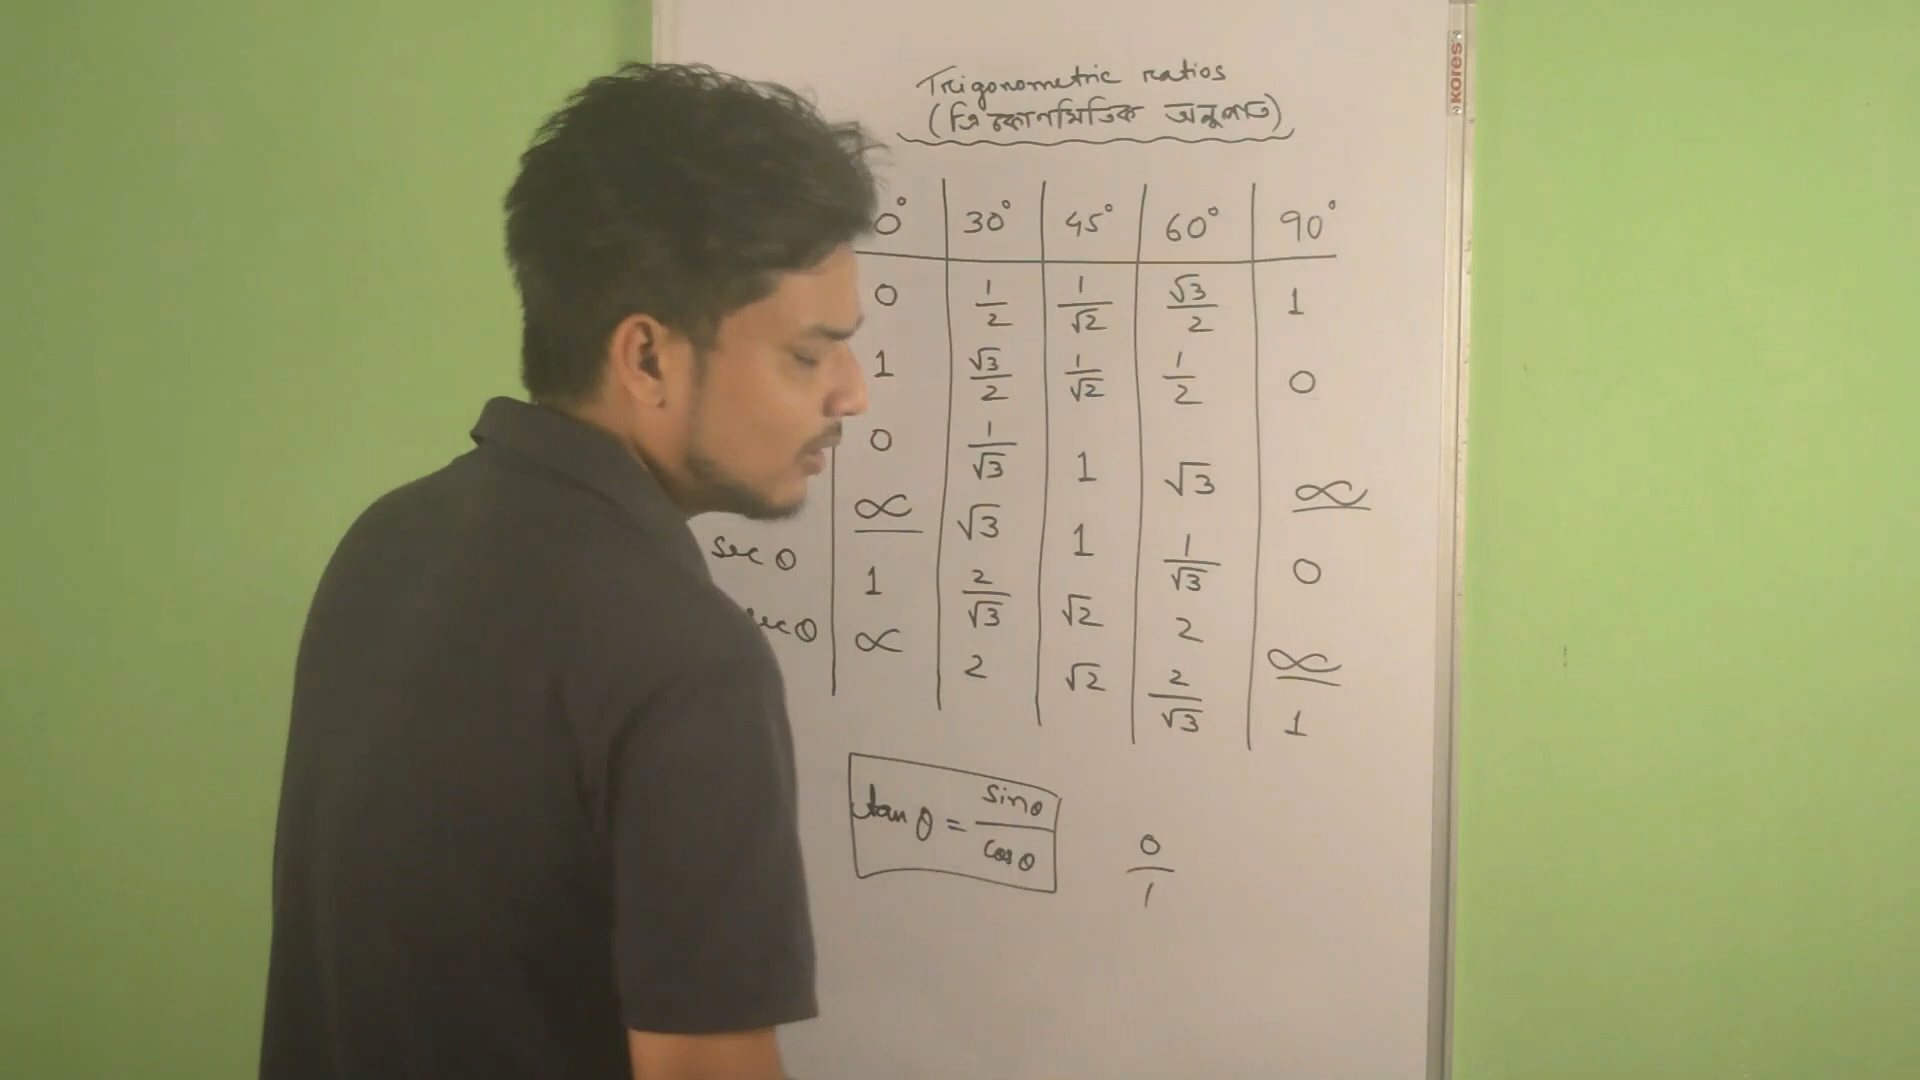 Trigonometric ratios
(ত্রিকোণমিতিক অনুপাত)
0° 30° 45° 60° 90°
0 1/2 1/√2 √3/2 1
1 √3/2 1/√2 1/2 0
0 1/√3 1 √3 ∝
∝ √3 1 1/√3 0
sec θ 1 2/√3 √2 2 ∝
sec θ ∝ 2 √2 2/√3 1
tan θ = sin θ/cos θ
0/1
Kores